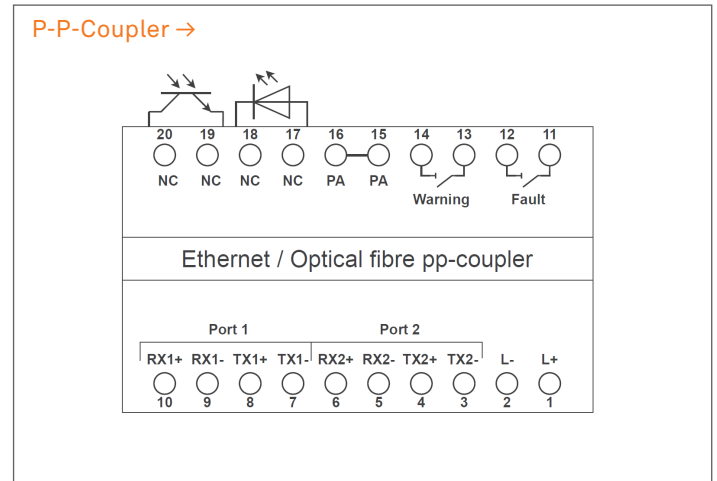 P-P-Coupler →
20 19 18 17 16 15 14 13 12 11
NC NC NC NC PA PA
Warning Fault
Ethernet / Optical fibre pp-coupler
Port 1 Port 2
RX1+ RX1- TX1+ TX1- RX2+ RX2- TX2+ TX2- L- L+
10 9 8 7 6 5 4 3 2 1